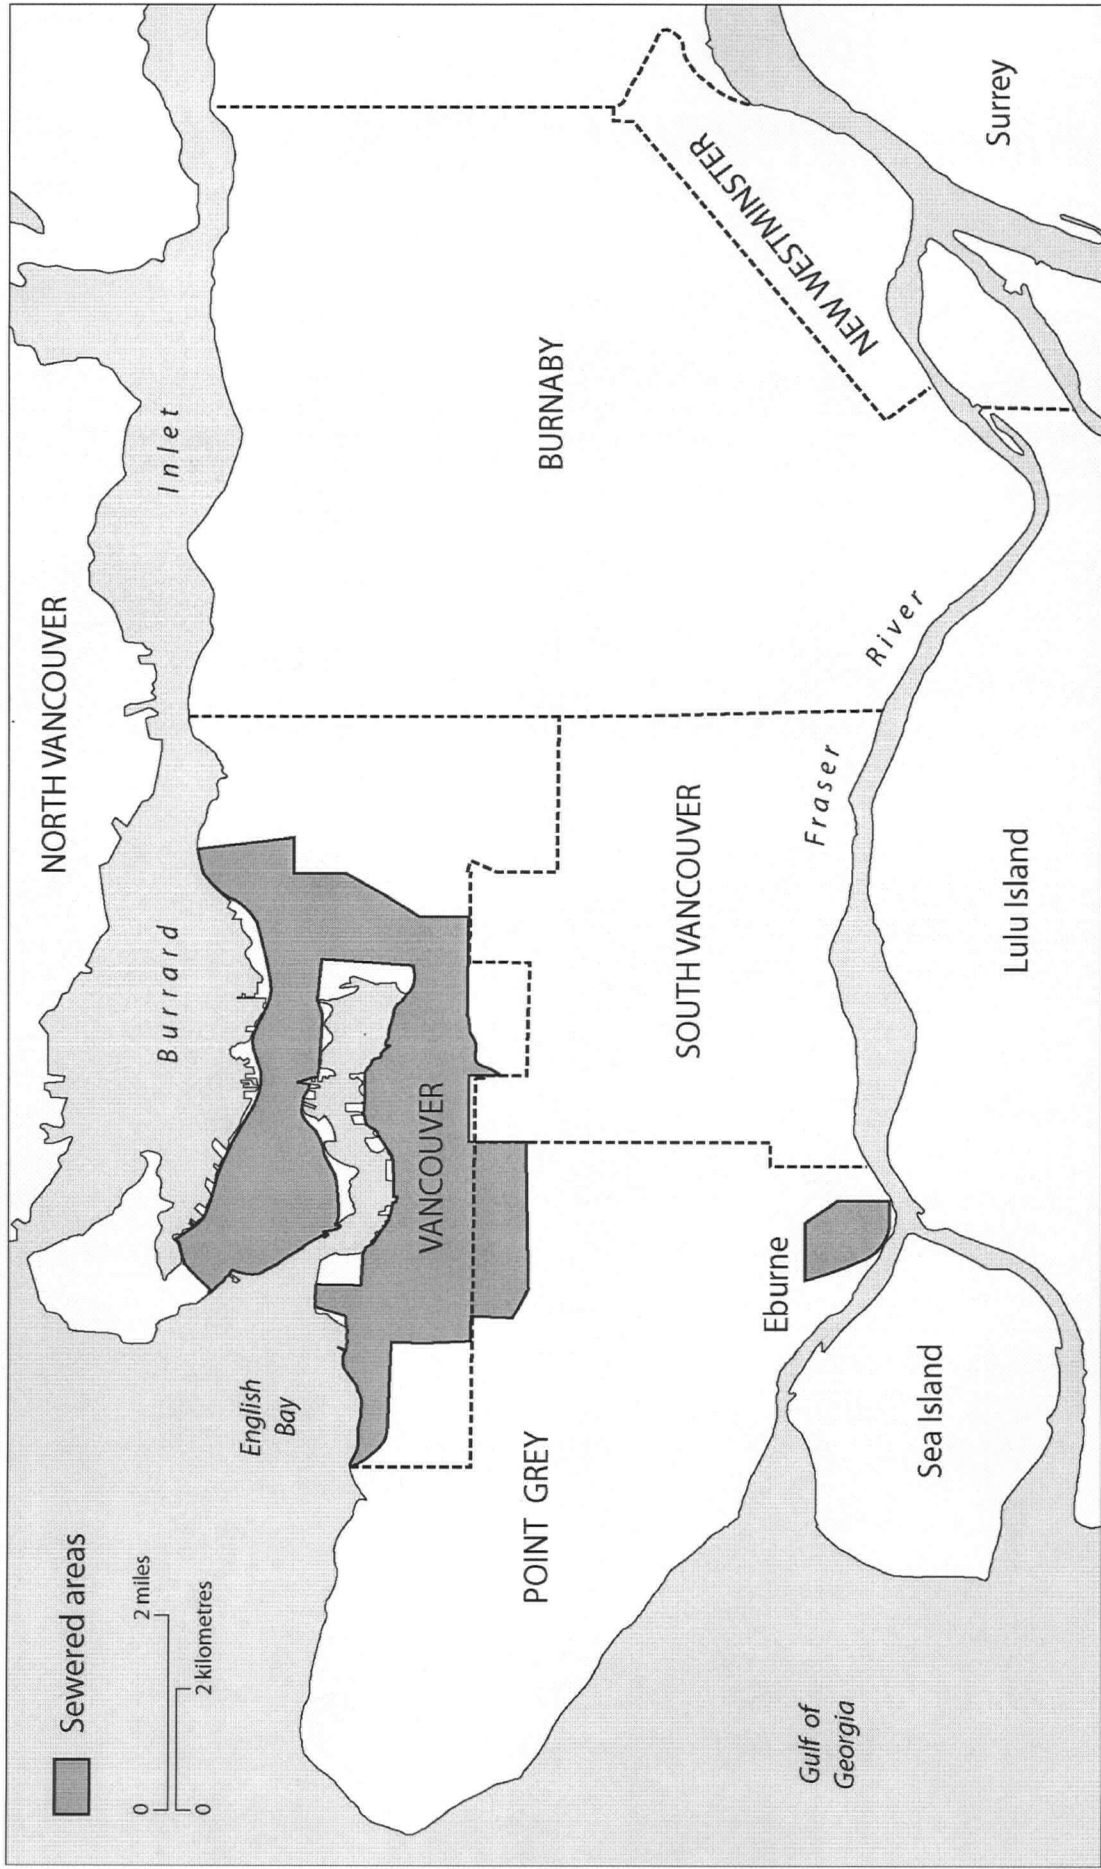 Sewered areas
0 2 miles
0 2 kilometres
NORTH VANCOUVER
Burrard Inlet
English
Bay
VANCOUVER
BURNABY
POINT GREY
SOUTH VANCOUVER
NEW WESTMINSTER
Eburne
Fraser River
Gulf of
Georgia
Sea Island
Lulu Island
Surrey